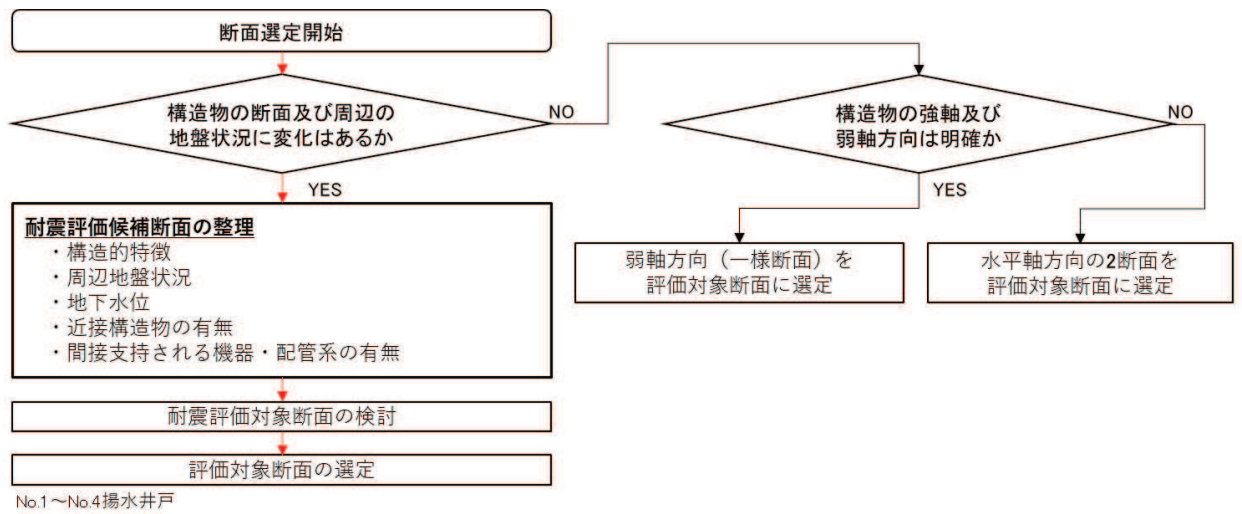 断面選定開始
構造物の断面及び周辺の
地盤状況に変化はあるか
NO
YES
耐震評価候補断面の整理
・構造的特徴
・周辺地盤状況
・地下水位
・近接構造物の有無
・間接支持される機器・配管系の有無
耐震評価対象断面の検討
評価対象断面の選定
No.1～No.4揚水井戸
構造物の強軸及び
弱軸方向は明確か
NO
YES
弱軸方向（一様断面）を
評価対象断面に選定
水平軸方向の2断面を
評価対象断面に選定